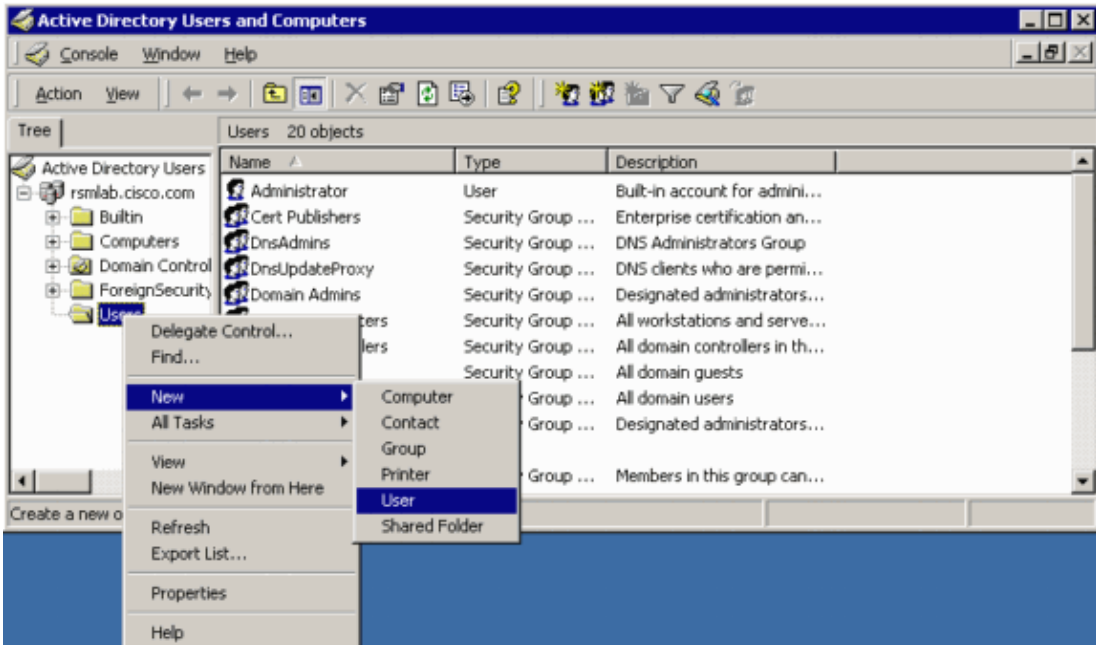 Active Directory Users and Computers
Console Window Help
Action View
Tree
Users 20 objects
Active Directory Users
rsmlab.cisco.com
Builtin
Computers
Domain Control
ForeignSecurity
Users
Name Type Description
Administrator User Built-in account for admini...
Cert Publishers Security Group ... Enterprise certification an...
DnsAdmins Security Group ... DNS Administrators Group
DnsUpdateProxy Security Group ... DNS clients who are permi...
Domain Admins Security Group ... Designated administrators...
ters Security Group ... All workstations and serve...
lers Security Group ... All domain controllers in th...
Security Group ... All domain guests
Group ... All domain users
Group ... Designated administrators...
Group ... Members in this group can...
Delegate Control...
Find...
New
All Tasks
View
New Window from Here
Refresh
Export List...
Properties
Help
Computer
Contact
Group
Printer
User
Shared Folder
Create a new o